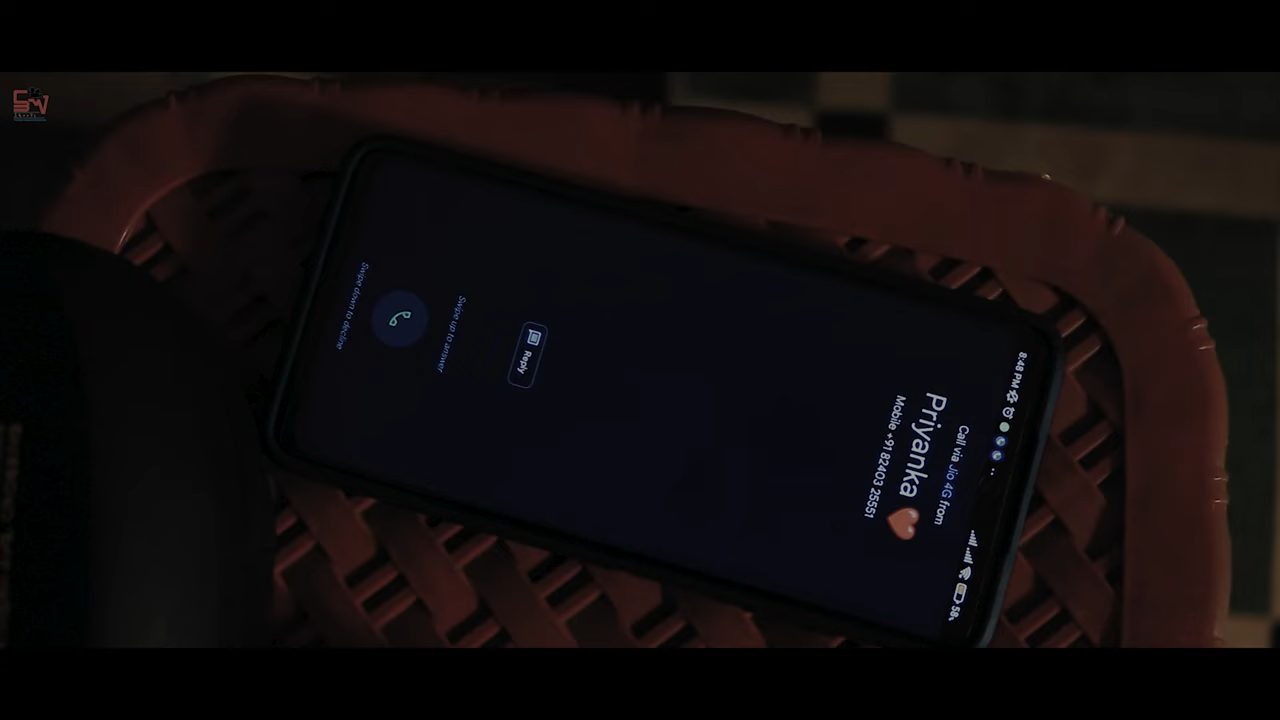 8:48 PM
58
Call via Jio 4G from
Priyanka
Mobile +91 82403 25551
Reply
Swipe up to answer
Swipe down to decline